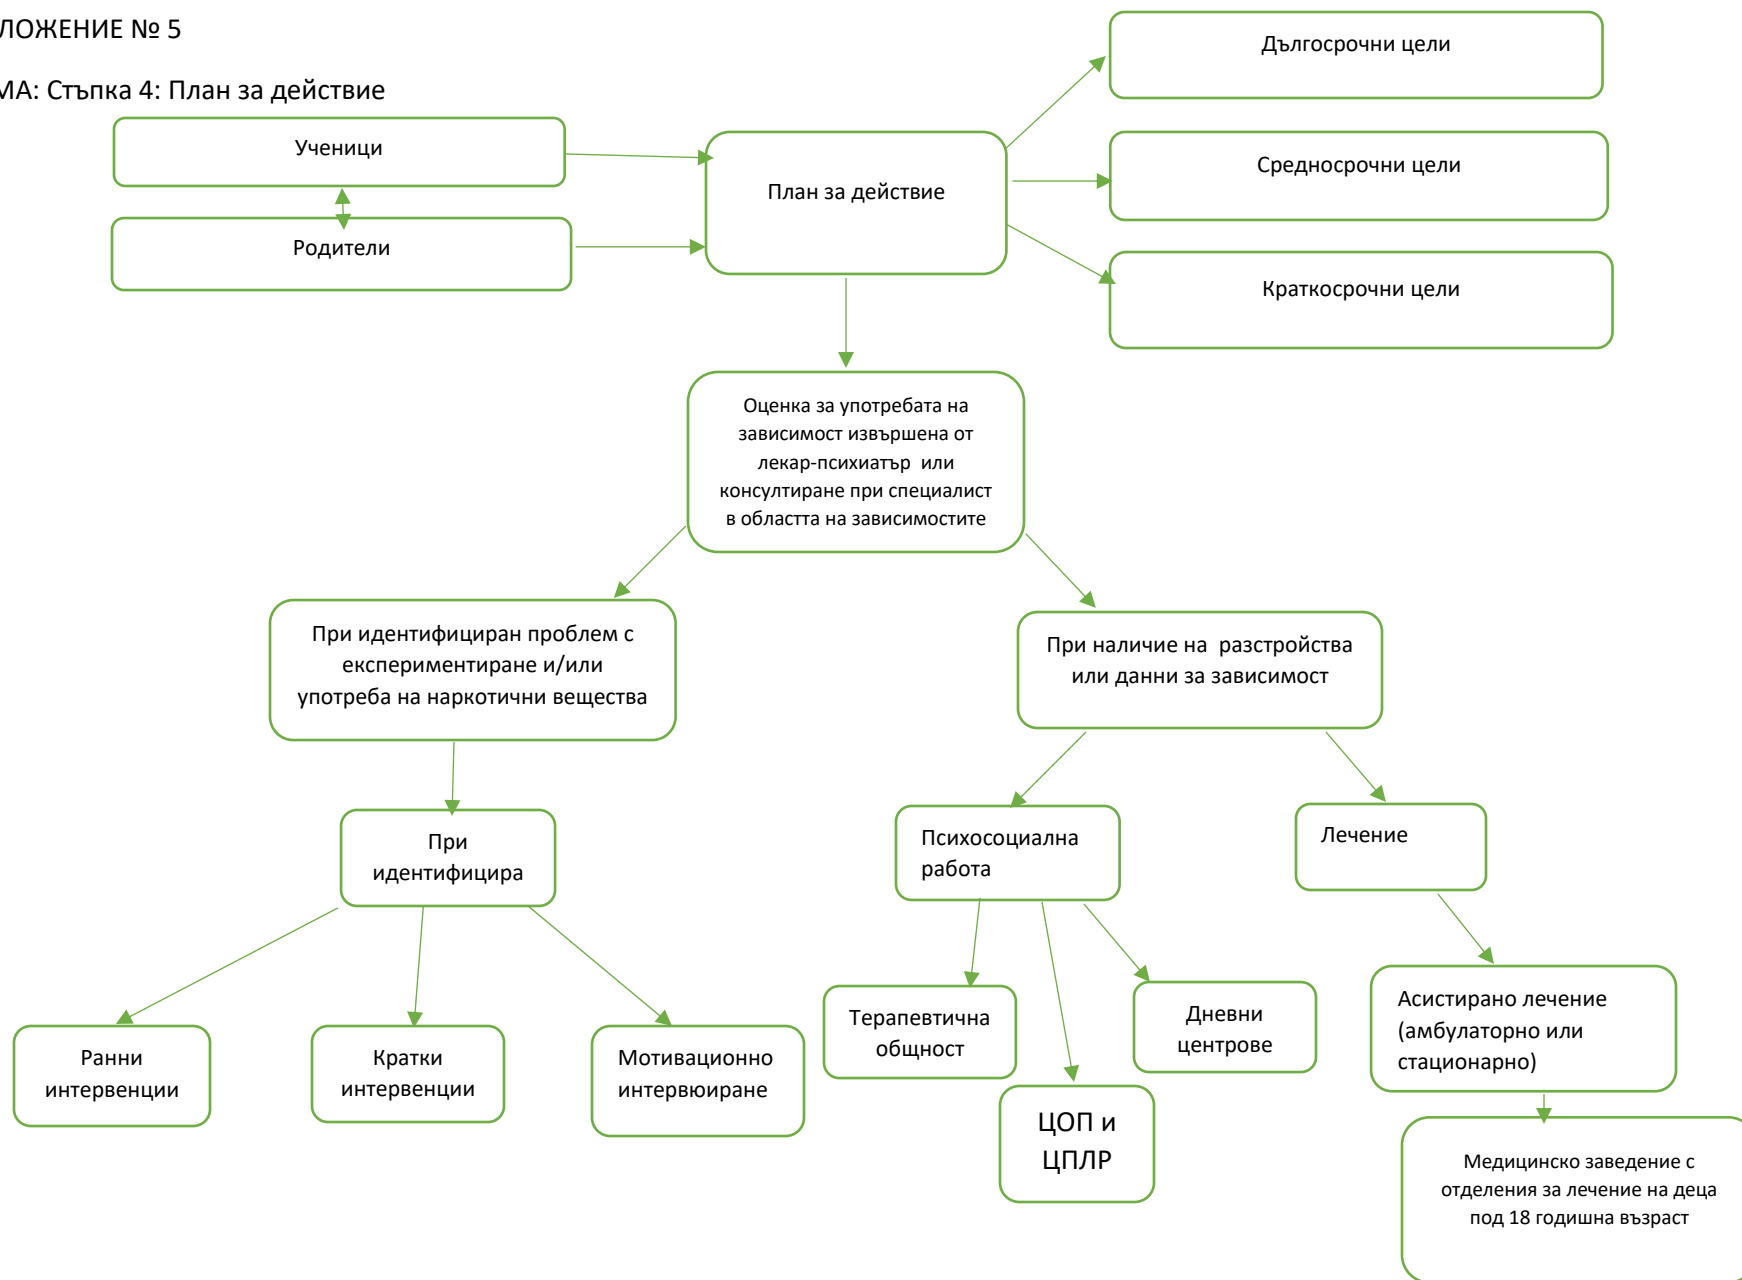 ЛОЖЕНИЕ № 5
МА: Стъпка 4: План за действие
Дългосрочни цели
Ученици
План за действие
Средносрочни цели
Родители
Краткосрочни цели
Оценка за употребата на
зависимост извършена от
лекар-психиатър или
консултиране при специалист
в областта на зависимостите
При идентифициран проблем с
експериментиране и/или
употреба на наркотични вещества
При наличие на разстройства
или данни за зависимост
При
идентифицира
Психосоциална
работа
Лечение
Ранни
интервенции
Кратки
интервенции
Мотивационно
интервюиране
Терапевтична
общност
ЦОП и
ЦПЛР
Дневни
центрове
Асистирано лечение
(амбулаторно или
стационарно)
Медицинско заведение с
отделения за лечение на деца
под 18 годишна възраст